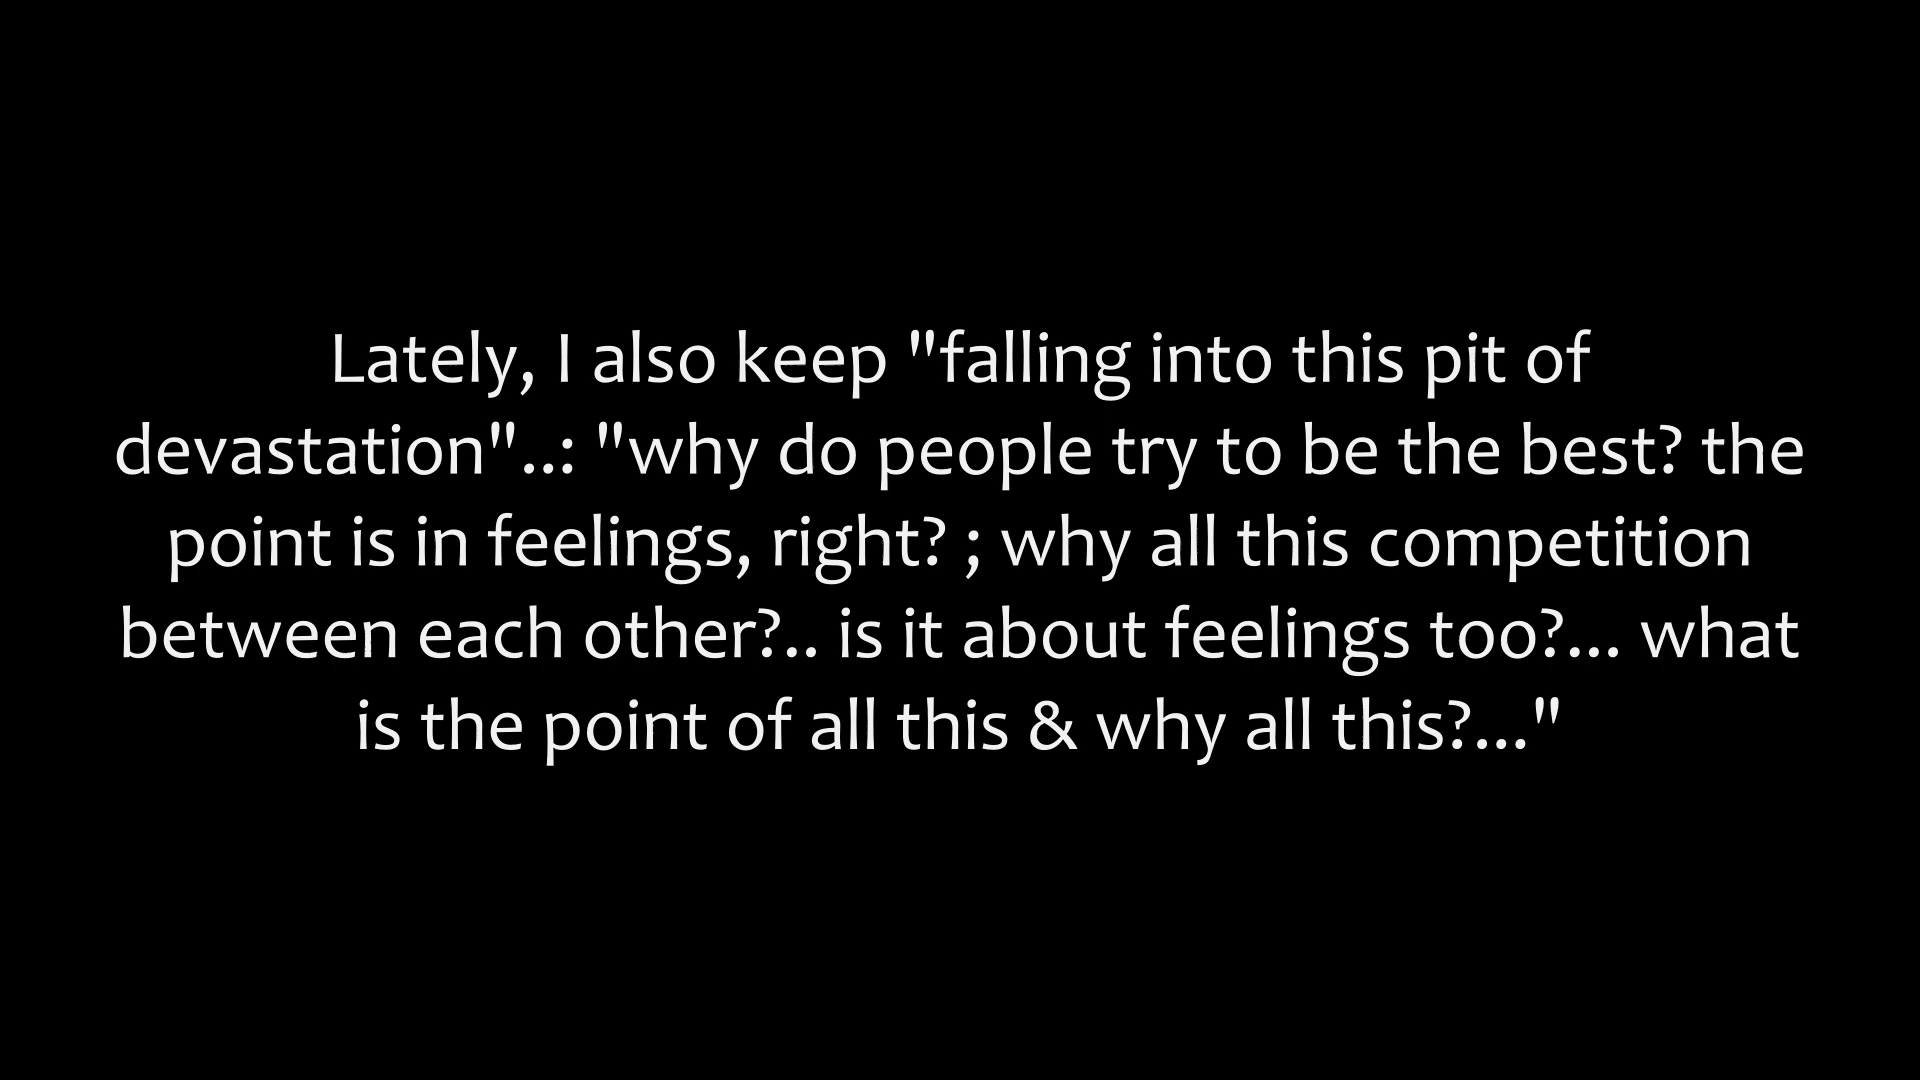 Lately, I also keep "falling into this pit of
devastation"..: "why do people try to be the best? the
point is in feelings, right? ; why all this competition
between each other?.. is it about feelings too?... what
is the point of all this & why all this?..."